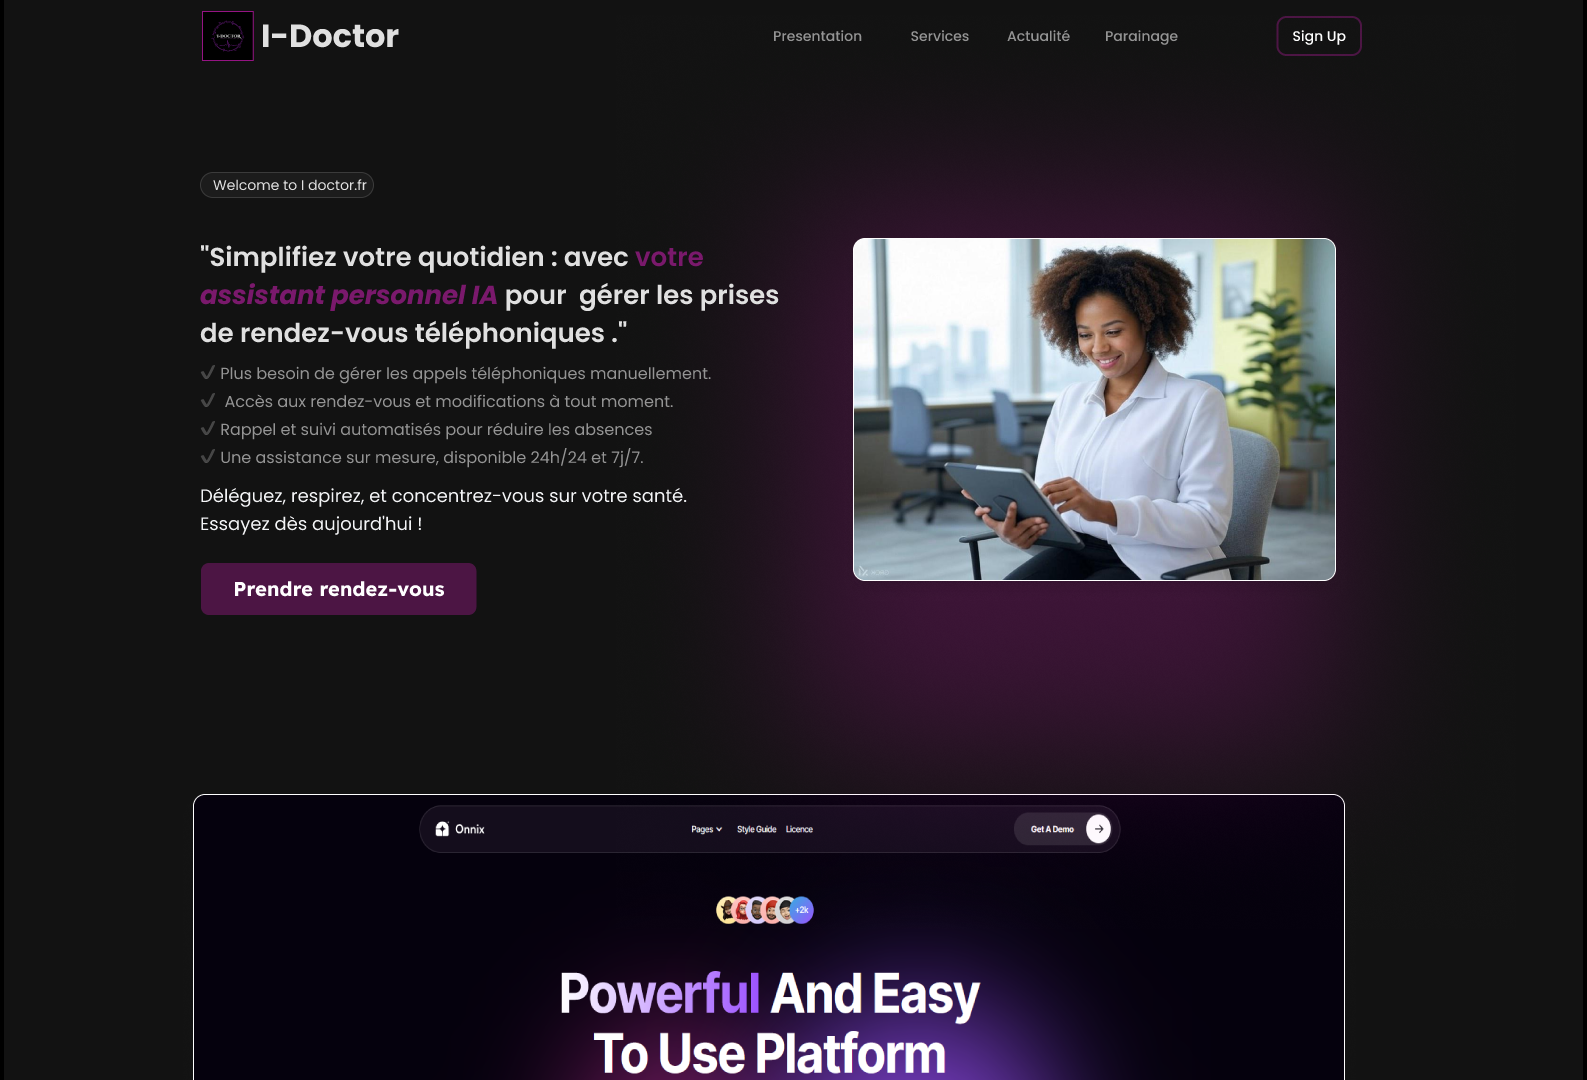 I-DOCTOR
I-Doctor
Presentation
Services
Actualité
Parainage
Sign Up
Welcome to I doctor.fr
"Simplifiez votre quotidien : avec votre
assistant personnel IA pour  gérer les prises
de rendez-vous téléphoniques ."
✓ Plus besoin de gérer les appels téléphoniques manuellement.
✓  Accès aux rendez-vous et modifications à tout moment.
✓ Rappel et suivi automatisés pour réduire les absences
✓ Une assistance sur mesure, disponible 24h/24 et 7j/7.
Déléguez, respirez, et concentrez-vous sur votre santé.
Essayez dès aujourd'hui !
Prendre rendez-vous
Onnix
Pages
Style Guide
Licence
Get A Demo
+2k
Powerful And Easy
To Use Platform